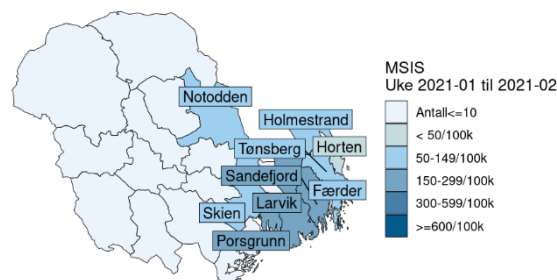 MSIS
Uke 2021-01 til 2021-02
Antall<=10
< 50/100k
50-149/100k
150-299/100k
300-599/100k
>=600/100k
Notodden
Holmestrand
Tønsberg
Horten
Sandefjord
Færder
Larvik
Skien
Porsgrunn